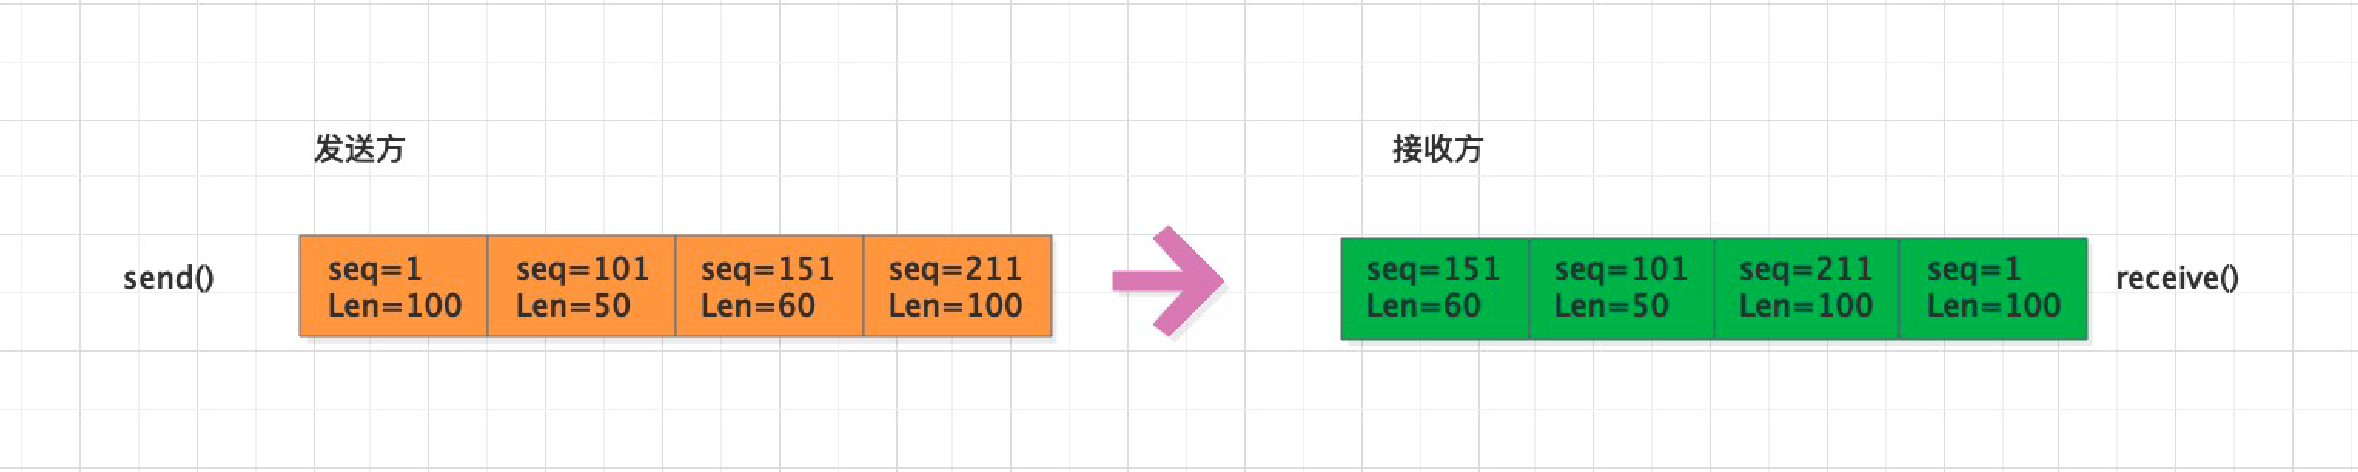 发送方
接收方
send()
seq=1
Len=100
seq=101
Len=50
seq=151
Len=60
seq=211
Len=100
seq=151
Len=60
seq=101
Len=50
seq=211
Len=100
seq=1
Len=100
receive()